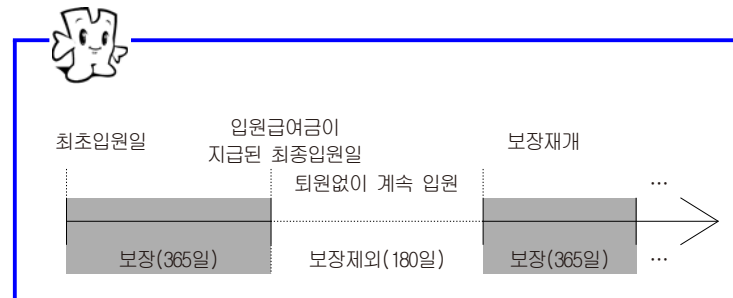 최초입원일
입원급여금이
지급된 최종입원일
보장재개
퇴원없이 계속 입원
…
보장(365일)
보장제외(180일)
보장(365일)
…